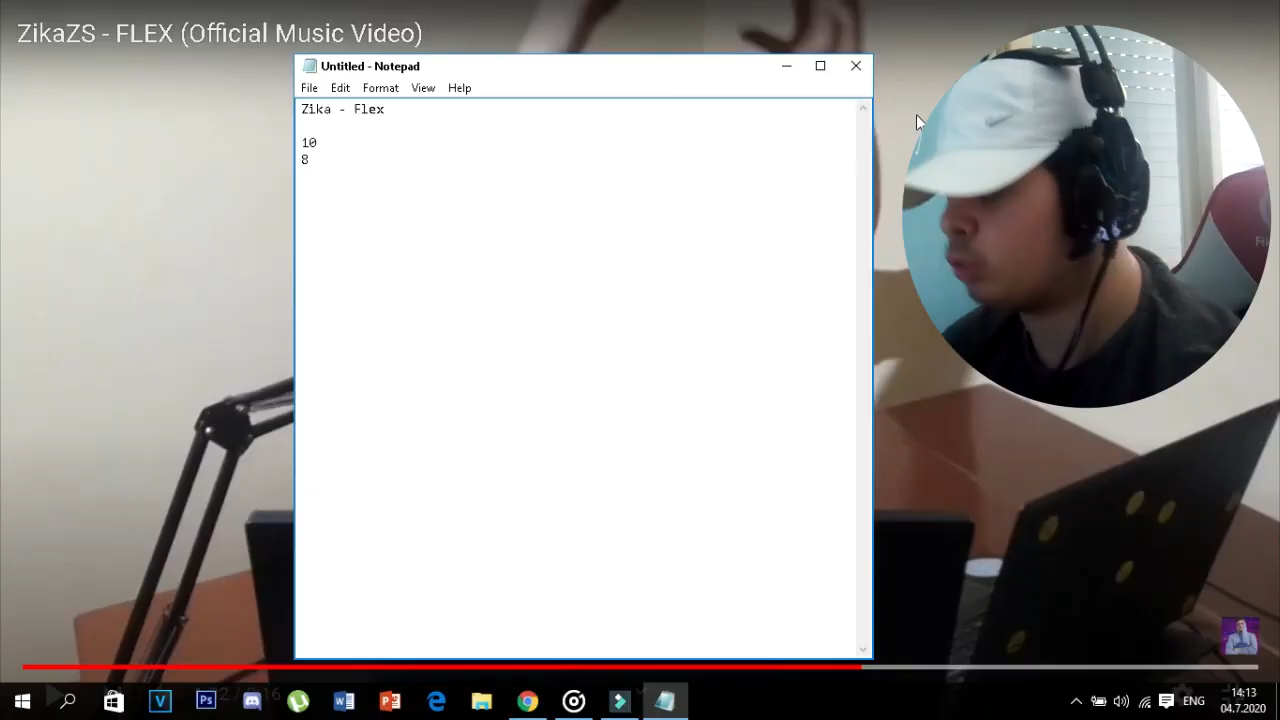 ZikaZS - FLEX (Official Music Video)
Untitled - Notepad
File Edit Format View Help
Zika - Flex
10
8
V
Ps
ENG
14:13
04.7.2020